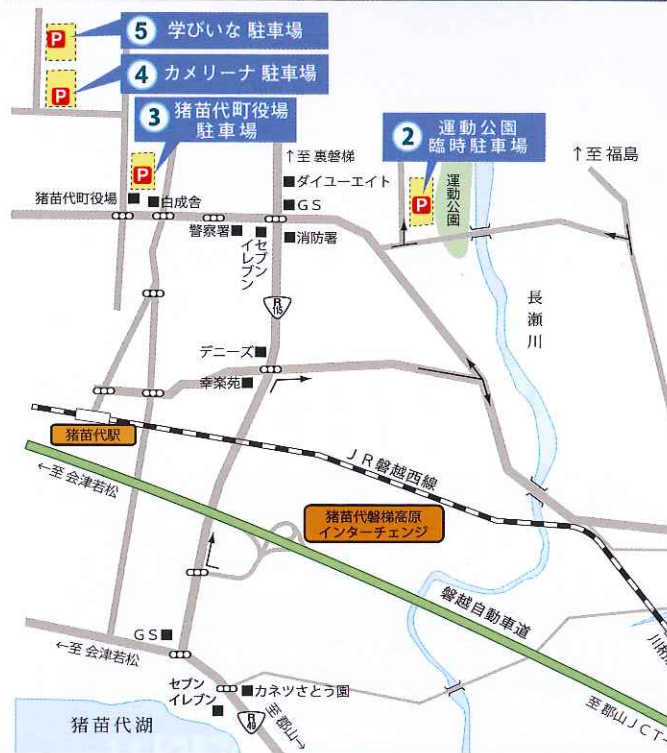 ⑤ 学びいな 駐車場
④ カメリーナ 駐車場
③ 猪苗代町役場
駐車場
② 運動公園
臨時駐車場
↑至 裏磐梯
↑至 福島
ダイユーエイト
GS
猪苗代町役場
白成舎
警察署
セブン
イレブン
消防署
運動公園
R
115
長瀬川
デニーズ
幸楽苑
猪苗代駅
JR磐越西線
←至 会津若松
猪苗代磐梯高原
インターチェンジ
磐越自動車道
GS
←至 会津若松
セブン
イレブン
カネツさとう園
R
49
至 郡山→
至 郡山JCT→
猪苗代湖
P
P
P
P